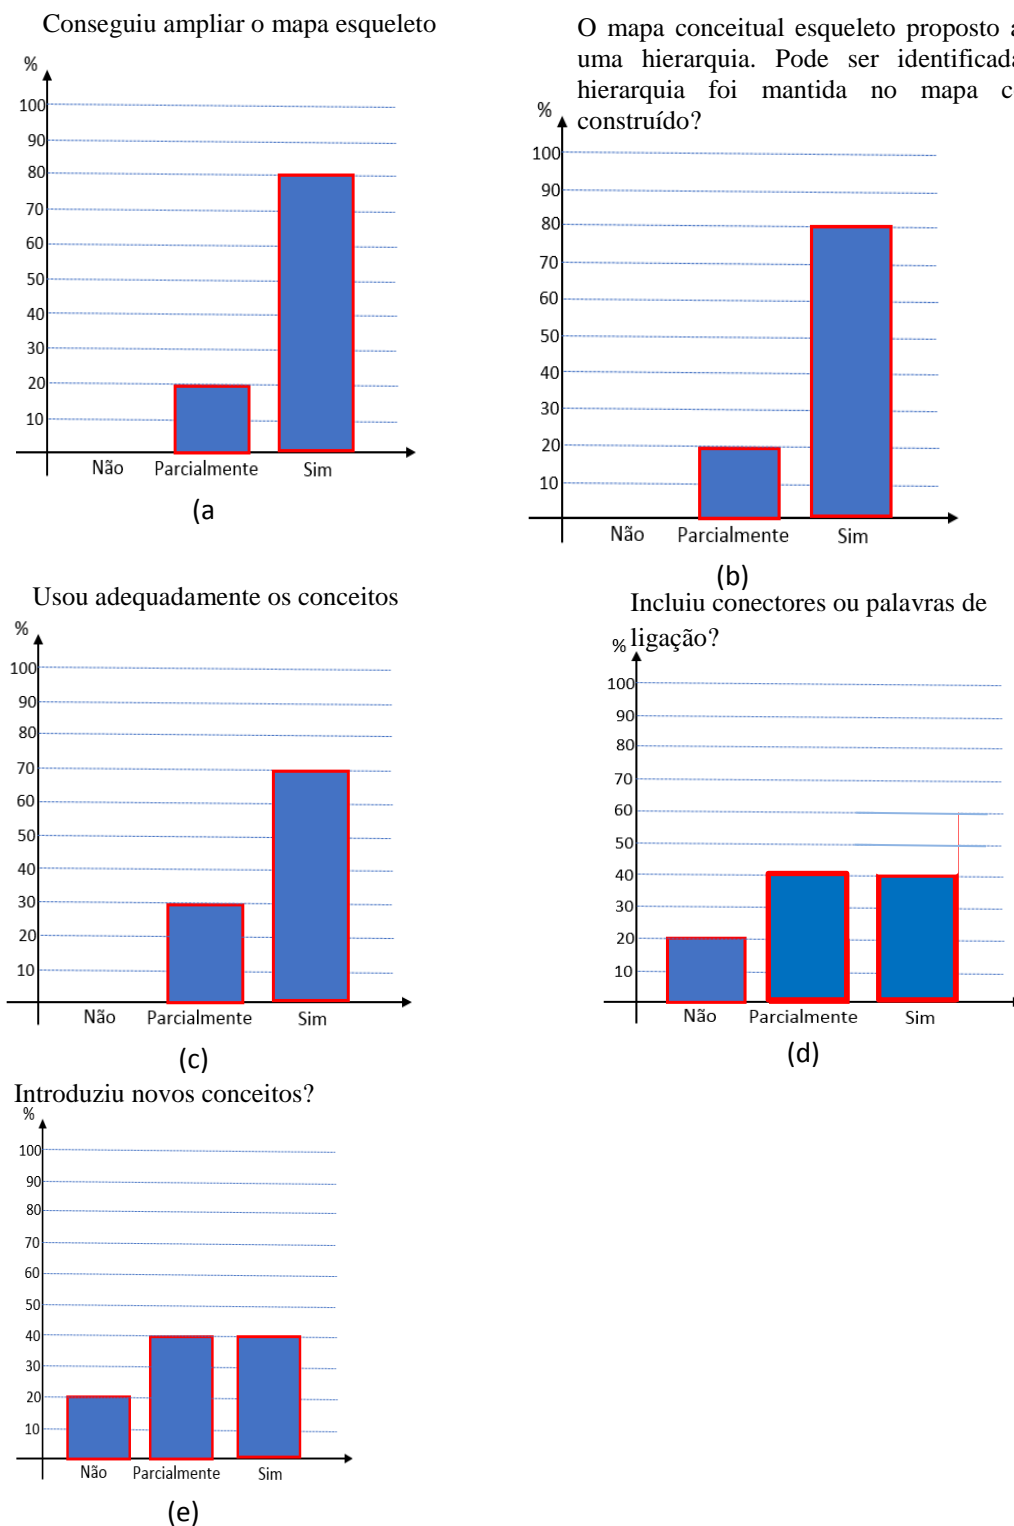 Conseguiu ampliar o mapa esqueleto
%
100
90
80
70
60
50
40
30
20
10
Não Parcialmente Sim
(a
O mapa conceitual esqueleto proposto a
uma hierarquia. Pode ser identificada
hierarquia foi mantida no mapa co
construído?
%
100
90
80
70
60
50
40
30
20
10
Não Parcialmente Sim
(b)
Usou adequadamente os conceitos
%
100
90
80
70
60
50
40
30
20
10
Não Parcialmente Sim
(c)
Incluiu conectores ou palavras de
ligação?
%
100
90
80
70
60
50
40
30
20
10
Não Parcialmente Sim
(d)
Introduziu novos conceitos?
%
100
90
80
70
60
50
40
30
20
10
Não Parcialmente Sim
(e)